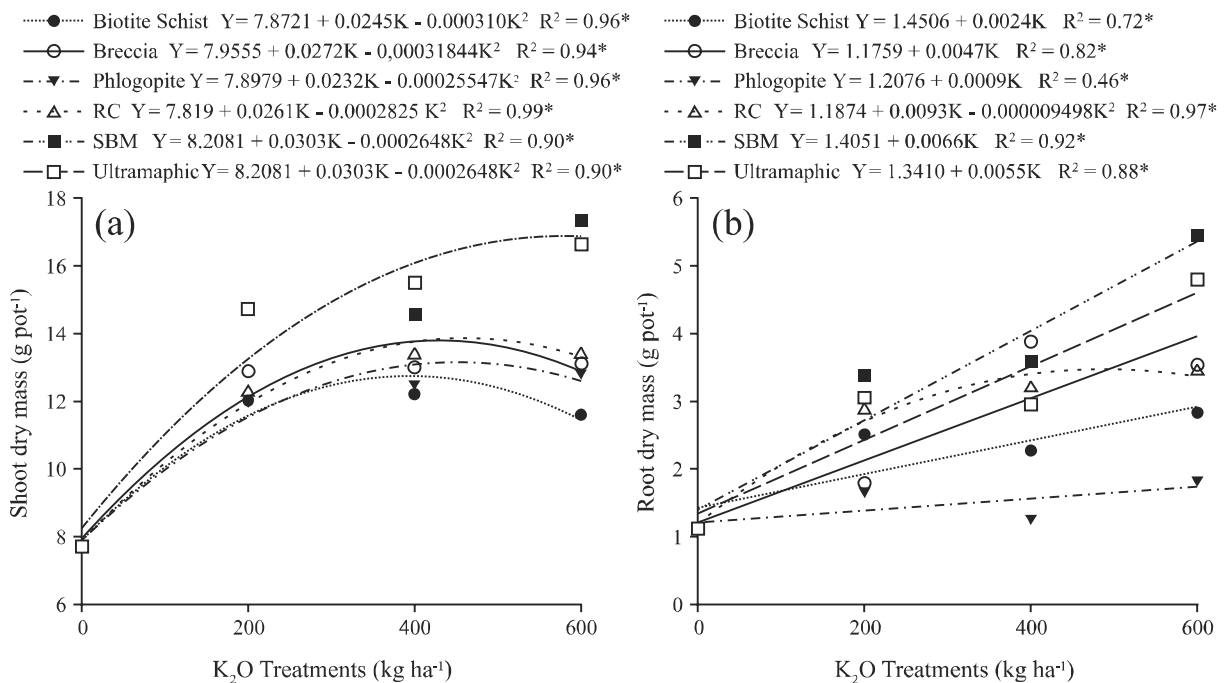 Biotite Schist Y= 7.8721 + 0.0245K - 0.000310K² R² = 0.96*
Breccia Y= 7.9555 + 0.0272K - 0,00031844K² R² = 0.94*
Phlogopite Y= 7.8979 + 0.0232K - 0.00025547K² R² = 0.96*
RC Y= 7.819 + 0.0261K - 0.0002825 K² R² = 0.99*
SBM Y= 8.2081 + 0.0303K - 0.0002648K² R² = 0.90*
Ultramaphic Y= 8.2081 + 0.0303K - 0.0002648K² R² = 0.90*
(a)
Shoot dry mass (g pot⁻¹)
18
16
14
12
10
8
6
0 200 400 600
K₂O Treatments (kg ha⁻¹)
Biotite Schist Y= 1.4506 + 0.0024K R² = 0.72*
Breccia Y= 1.1759 + 0.0047K R² = 0.82*
Phlogopite Y= 1.2076 + 0.0009K R² = 0.46*
RC Y= 1.1874 + 0.0093K - 0.000009498K² R² = 0.97*
SBM Y= 1.4051 + 0.0066K R² = 0.92*
Ultramaphic Y= 1.3410 + 0.0055K R² = 0.88*
(b)
Root dry mass (g pot⁻¹)
6
5
4
3
2
1
0
0 200 400 600
K₂O Treatments (kg ha⁻¹)